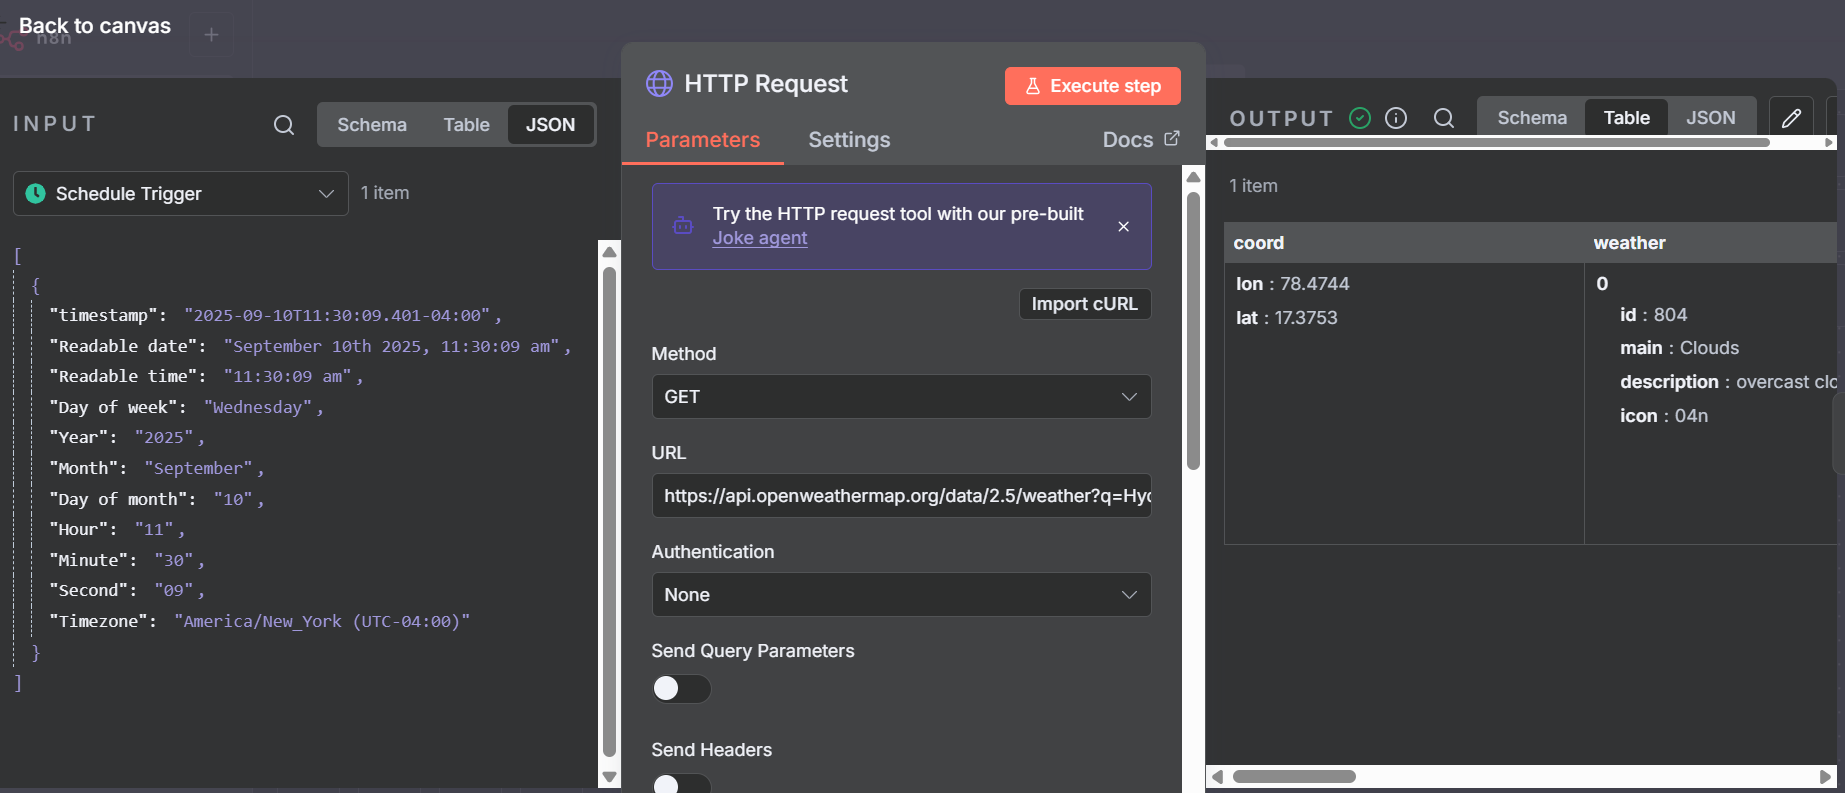 Back to canvas
n8n
INPUT
Schema
Table
JSON
Schedule Trigger
1 item
[
{
"timestamp": "2025-09-10T11:30:09.401-04:00",
"Readable date": "September 10th 2025, 11:30:09 am",
"Readable time": "11:30:09 am",
"Day of week": "Wednesday",
"Year": "2025",
"Month": "September",
"Day of month": "10",
"Hour": "11",
"Minute": "30",
"Second": "09",
"Timezone": "America/New_York (UTC-04:00)"
}
]
HTTP Request
Execute step
Parameters
Settings
Docs
Try the HTTP request tool with our pre-built
Joke agent
Import cURL
Method
GET
URL
https://api.openweathermap.org/data/2.5/weather?q=Hyd
Authentication
None
Send Query Parameters
Send Headers
OUTPUT
Schema
Table
JSON
1 item
coord
weather
lon : 78.4744
lat : 17.3753
0
id : 804
main : Clouds
description : overcast clo
icon : 04n